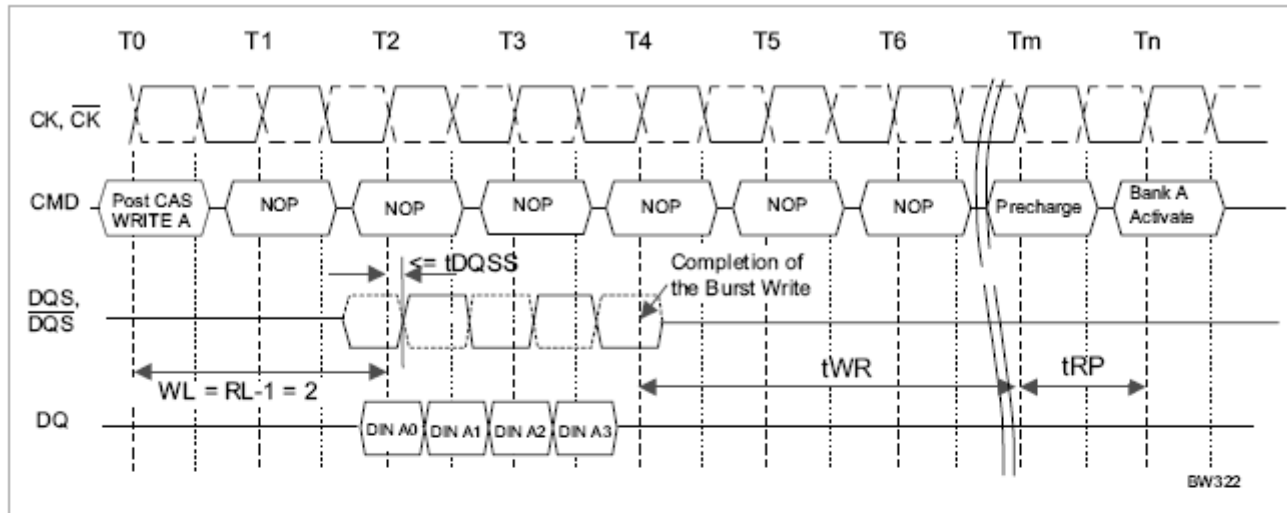 T0 T1 T2 T3 T4 T5 T6 Tm Tn
CK, CK
CMD
Post CAS
WRITE A
NOP
NOP
NOP
NOP
NOP
NOP
Precharge
Bank A
Activate
<= tDQSS
Completion of
the Burst Write
DQS,
DQS
WL = RL-1 = 2
tWR
tRP
DQ
DIN A0
DIN A1
DIN A2
DIN A3
BW322